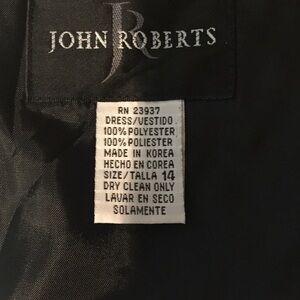 JOHN ROBERTS
JR
RN 23937
DRESS/VESTIDO
100% POLYESTER
100% POLIESTER
MADE IN KOREA
HECHO EN COREA
SIZE/TALLA 14
DRY CLEAN ONLY
LAVAR EN SECO
SOLAMENTE